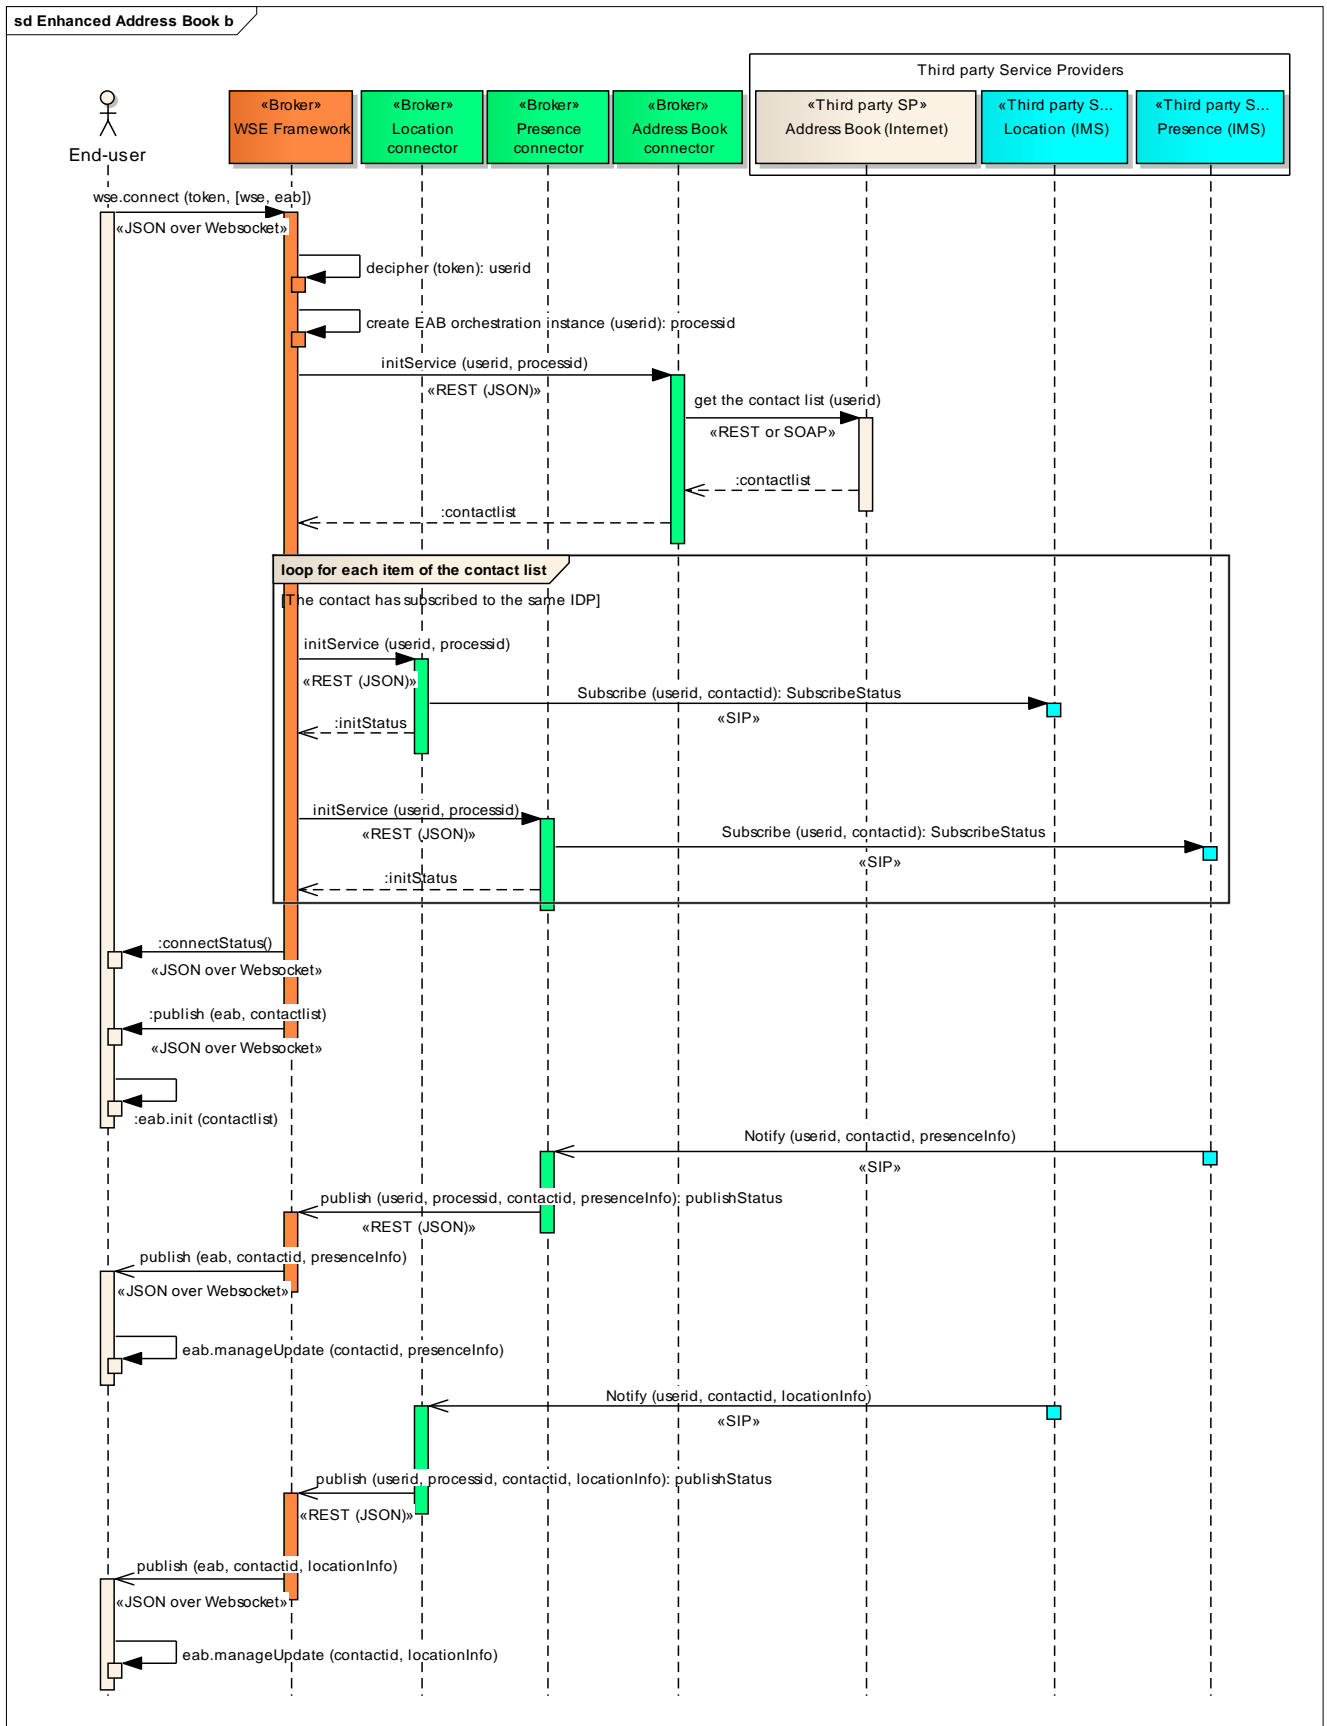 sd Enhanced Address Book b
Third party Service Providers
End-user
«Broker»
WSE Framework
«Broker»
Location
connector
«Broker»
Presence
connector
«Broker»
Address Book
connector
«Third party SP»
Address Book (Internet)
«Third party S...
Location (IMS)
«Third party S...
Presence (IMS)
wse.connect (token, [wse, eab])
«JSON over Websocket»
decipher (token): userid
create EAB orchestration instance (userid): processid
initService (userid, processid)
«REST (JSON)»
get the contact list (userid)
«REST or SOAP»
:contactlist
:contactlist
loop for each item of the contact list
[The contact has subscribed to the same IDP]
initService (userid, processid)
«REST (JSON)»
Subscribe (userid, contactid): SubscribeStatus
«SIP»
:initStatus
initService (userid, processid)
«REST (JSON)»
Subscribe (userid, contactid): SubscribeStatus
«SIP»
:initStatus
:connectStatus()
«JSON over Websocket»
:publish (eab, contactlist)
«JSON over Websocket»
:eab.init (contactlist)
Notify (userid, contactid, presenceInfo)
«SIP»
publish (userid, processid, contactid, presenceInfo): publishStatus
«REST (JSON)»
publish (eab, contactid, presenceInfo)
«JSON over Websocket»
eab.manageUpdate (contactid, presenceInfo)
Notify (userid, contactid, locationInfo)
«SIP»
publish (userid, processid, contactid, locationInfo): publishStatus
«REST (JSON)»
publish (eab, contactid, locationInfo)
«JSON over Websocket»
eab.manageUpdate (contactid, locationInfo)